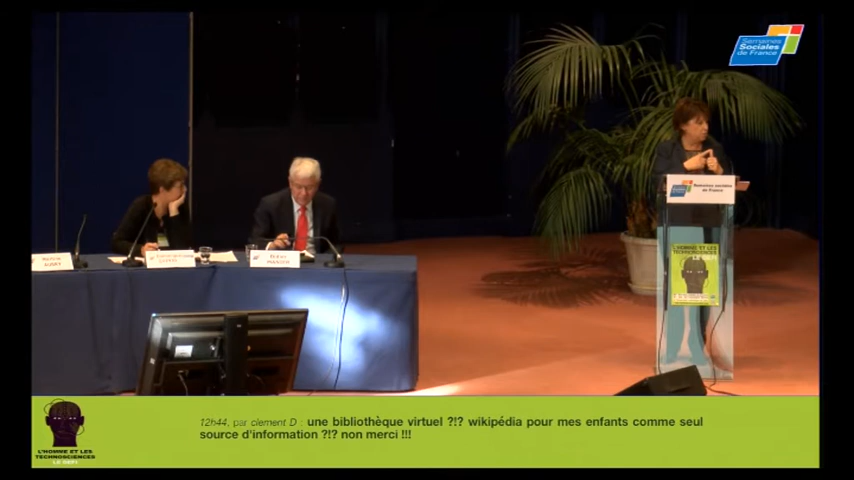 Semaines
Sociales
de France
Semaines sociales
de France
L'HOMME ET LES
TECHNOSCIENCES
LE DÉFI
12h44, par clement D : une bibliothèque virtuel ?!? wikipédia pour mes enfants comme seul
source d'information ?!? non merci !!!
L'HOMME ET LES
TECHNOSCIENCES
LE DÉFI